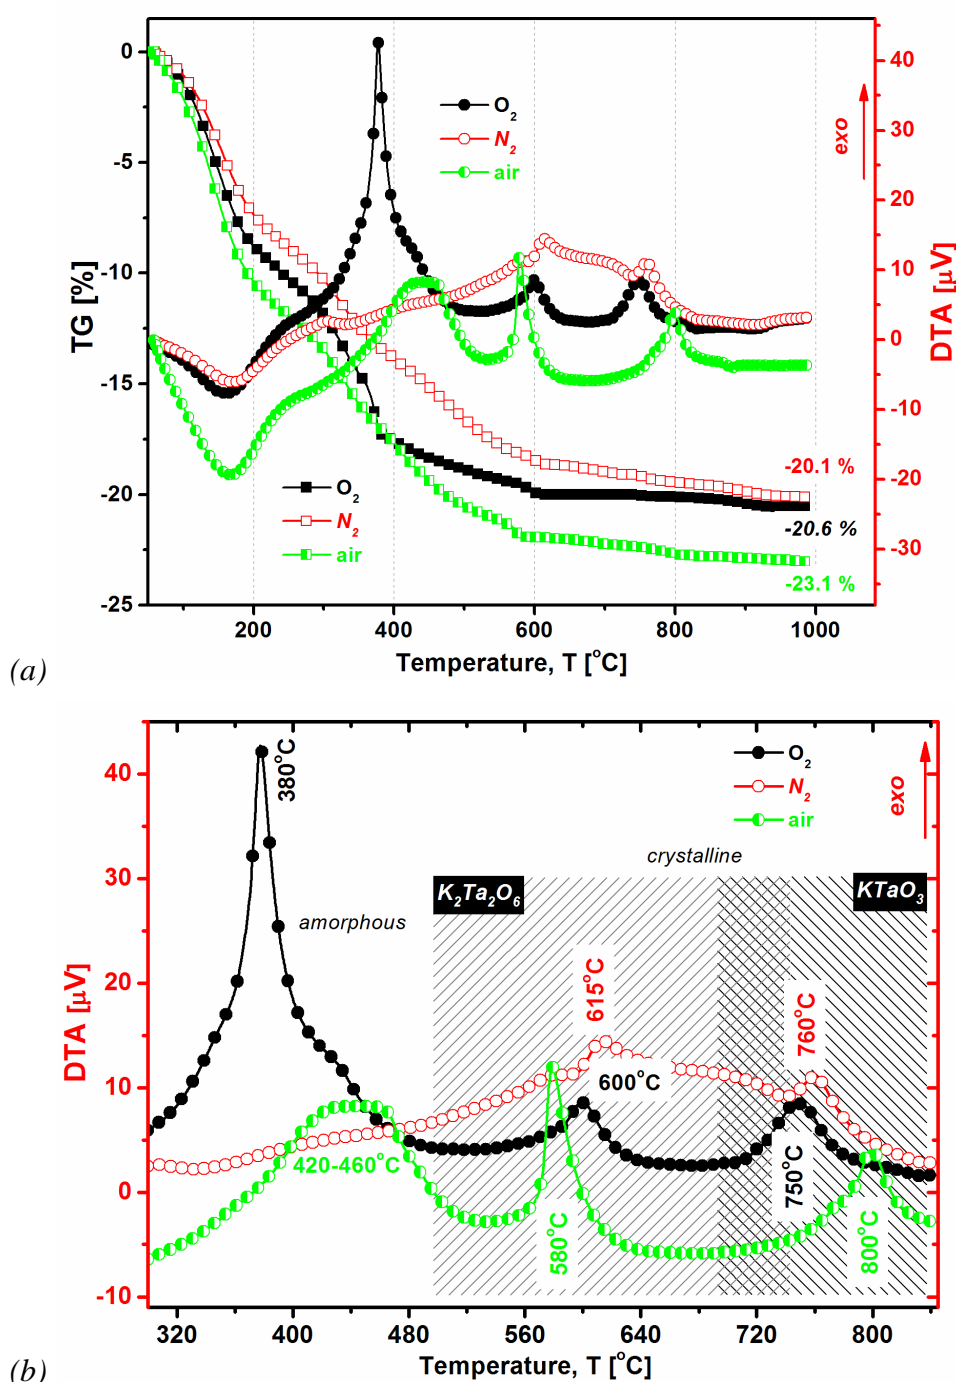 (a)
TG [%]
0
-5
-10
-15
-20
-25
200
400
600
800
1000
Temperature, T [°C]
40
30
20
10
0
-10
-20
-30
DTA [µV]
exo
O₂
N₂
air
O₂
N₂
air
-20.1 %
-20.6 %
-23.1 %
(b)
DTA [µV]
40
30
20
10
0
-10
320
400
480
560
640
720
800
Temperature, T [°C]
O₂
N₂
air
exo
380°C
amorphous
crystalline
K₂Ta₂O₆
KTaO₃
615°C
600°C
760°C
750°C
420-460°C
580°C
800°C